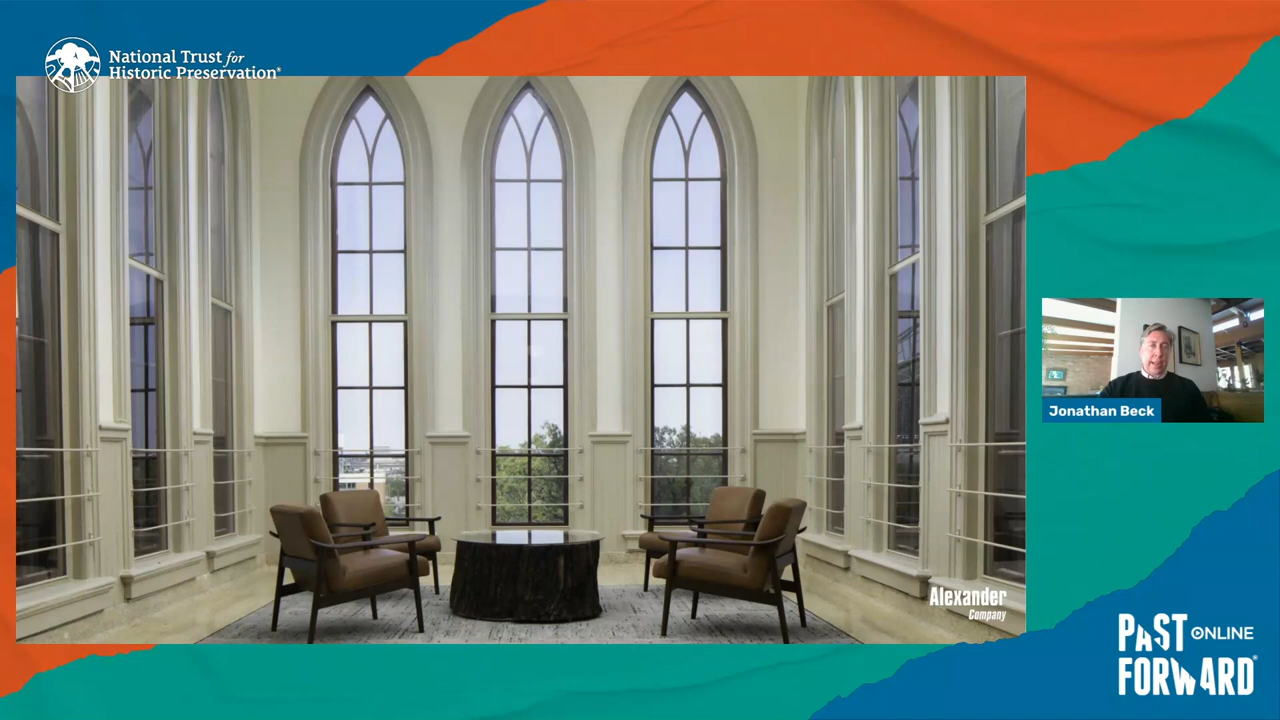 National Trust for
Historic Preservation®
Jonathan Beck
Alexander
Company
PAST ONLINE
FORWARD®